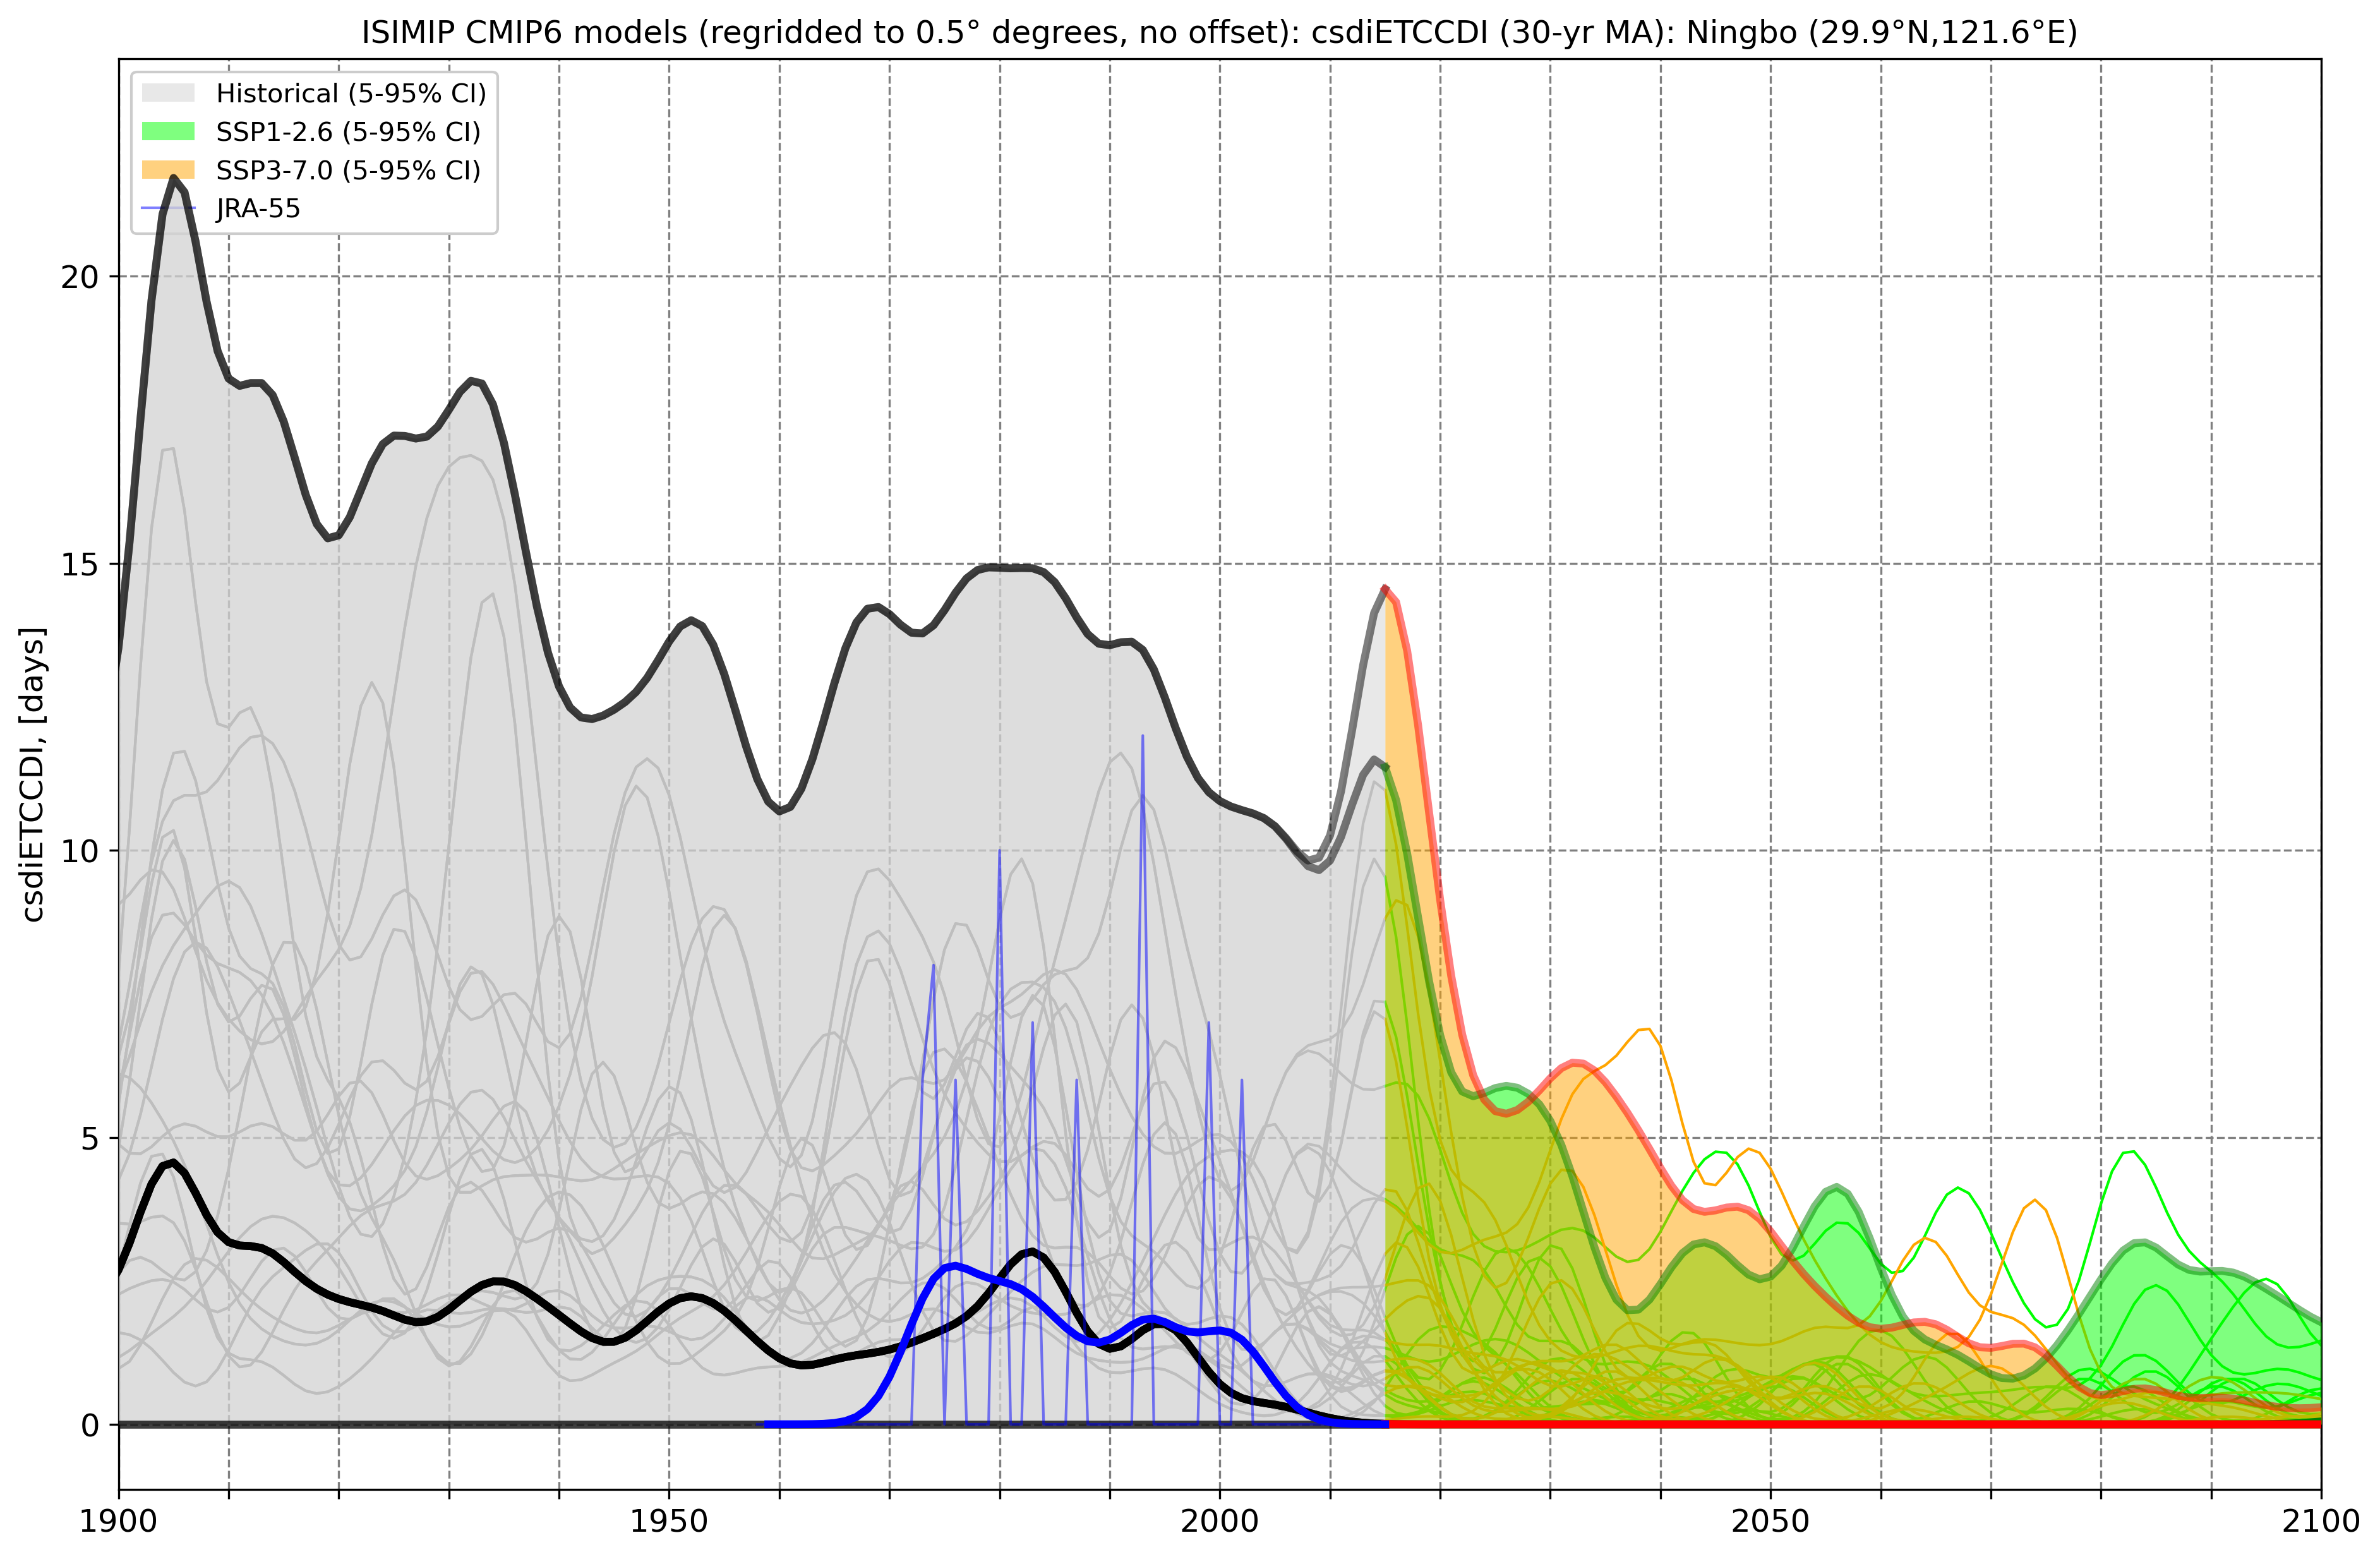 ISIMIP CMIP6 models (regridded to 0.5° degrees, no offset): csdiETCCDI (30-yr MA): Ningbo (29.9°N,121.6°E)
Historical (5-95% CI)
SSP1-2.6 (5-95% CI)
SSP3-7.0 (5-95% CI)
JRA-55
csdiETCCDI, [days]
20
15
10
5
0
1900
1950
2000
2050
2100